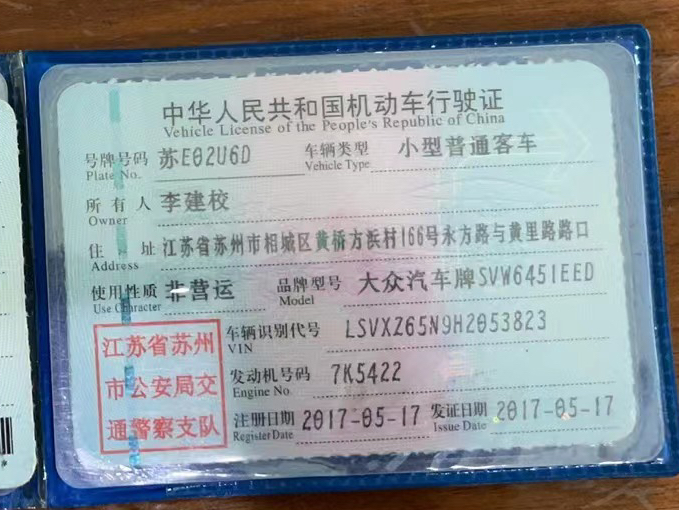 中华人民共和国机动车行驶证
Vehicle License of the People's Republic of China
号牌号码 苏E02U6D 车辆类型 小型普通客车
Plate No. Vehicle Type
所有人 李建校
Owner
住址 江苏省苏州市相城区黄桥方浜村166号永方路与黄里路路口
Address
使用性质 非营运 品牌型号 大众汽车牌SVW6451EED
Use Character Model
车辆识别代号 LSVXZ65N9H2053823
VIN
发动机号码 7K5422
Engine No.
注册日期 2017-05-17 发证日期 2017-05-17
Register Date Issue Date
江苏省苏州
市公安局交
通警察支队